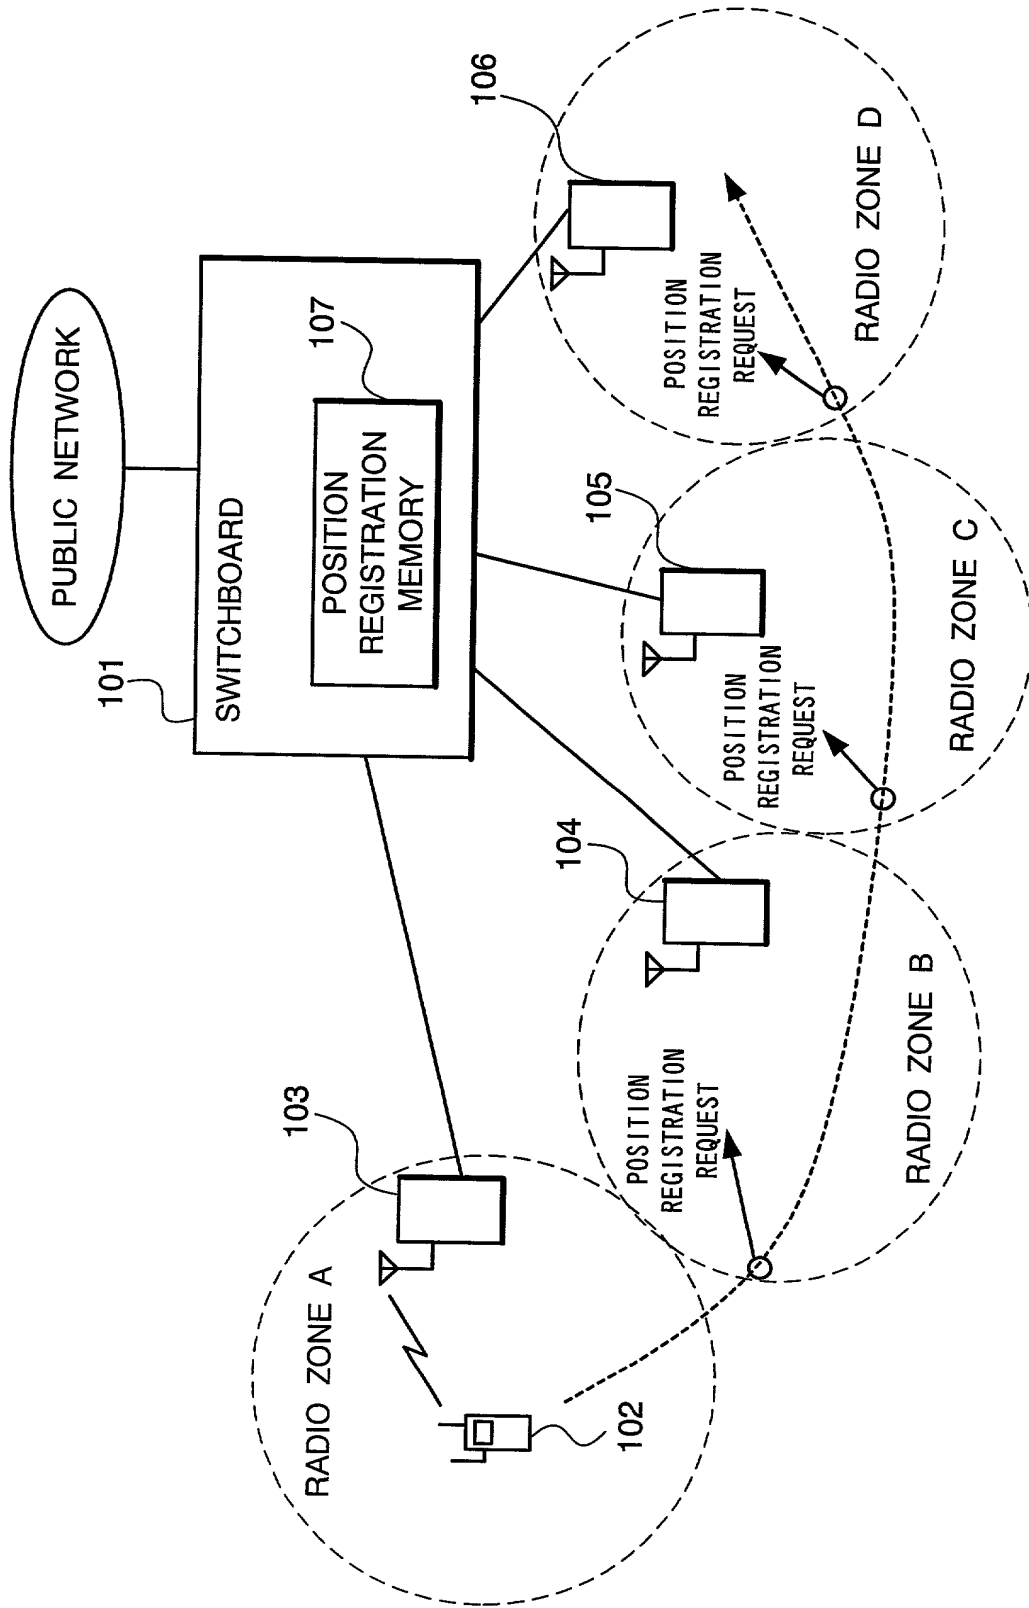 PUBLIC NETWORK
101
SWITCHBOARD
POSITION
REGISTRATION
MEMORY
107
103
RADIO ZONE A
102
104
POSITION
REGISTRATION
REQUEST
RADIO ZONE B
105
POSITION
REGISTRATION
REQUEST
RADIO ZONE C
106
POSITION
REGISTRATION
REQUEST
RADIO ZONE D